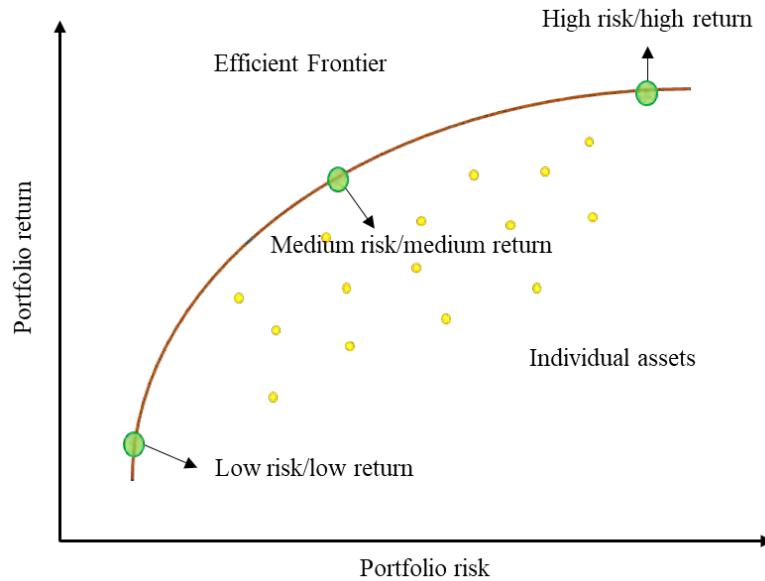 High risk/high return
Efficient Frontier
Portfolio return
Medium risk/medium return
Individual assets
Low risk/low return
Portfolio risk